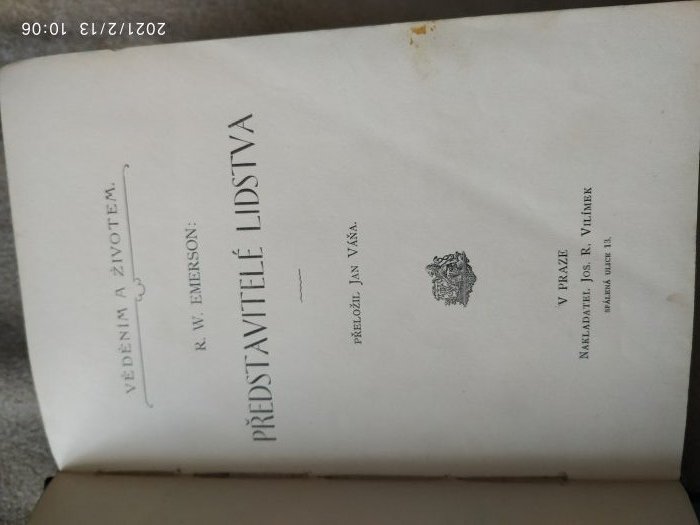 VĚDĚNIM A ŽIVOTEM.
R. W. EMERSON:
PŘEDSTAVITELÉ LIDSTVA
PŘELOŽIL JAN VÁŇA.
V PRAZE
NAKLADATEL JOS. R. VILÍMEK
SPÁLENÁ ULICE 13.
2021/2/13 10:06